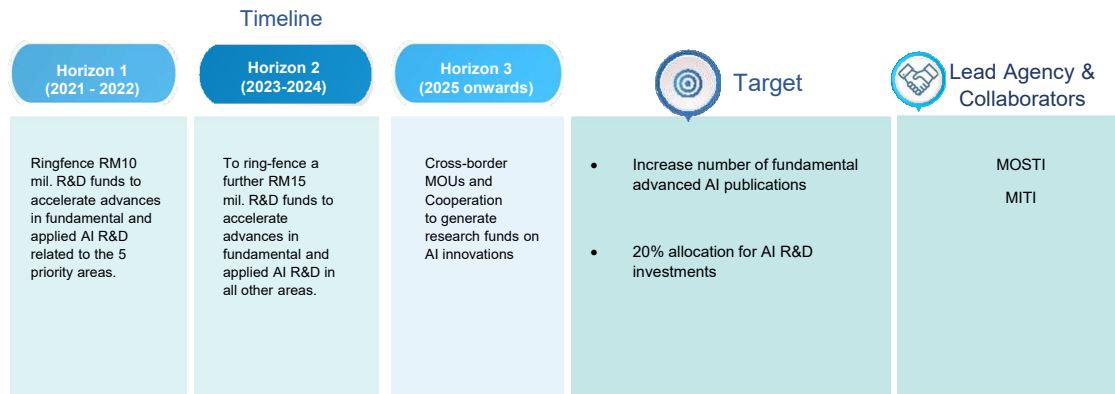 Timeline
Horizon 1
(2021 - 2022)
Horizon 2
(2023-2024)
Horizon 3
(2025 onwards)
Target
Lead Agency &
Collaborators
Ringfence RM10
mil. R&D funds to
accelerate advances
in fundamental and
applied AI R&D
related to the 5
priority areas.
To ring-fence a
further RM15
mil. R&D funds to
accelerate
advances in
fundamental and
applied AI R&D in
all other areas.
Cross-border
MOUs and
Cooperation
to generate
research funds on
AI innovations
• Increase number of fundamental
advanced AI publications
• 20% allocation for AI R&D
investments
MOSTI
MITI